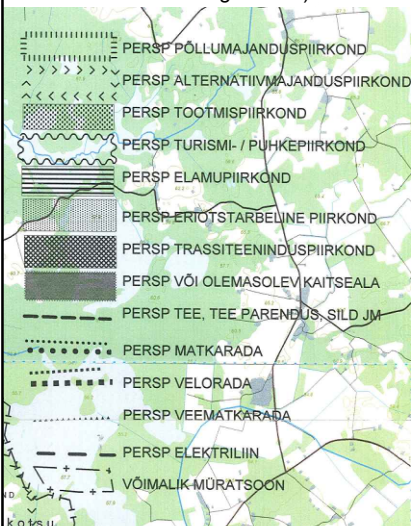 PERSP PÕLLUMAJANDUSPIIRKOND
PERSP ALTERNATIIVMAJANDUSPIIRKOND
PERSP TOOTMISPIIRKOND
PERSP TURISMI- / PUHKEPIIRKOND
PERSP ELAMUPIIRKOND
PERSP ERIOTSTARBELINE PIIRKOND
PERSP TRASSITEENINDUSPIIRKOND
PERSP VÕI OLEMASOLEV KAITSEALA
PERSP TEE, TEE PARENDUS, SILD JM
PERSP MATKARADA
PERSP VELORADA
PERSP VEEMATKARADA
PERSP ELEKTRILIIN
VÕIMALIK MÜRATSOON
kotsu